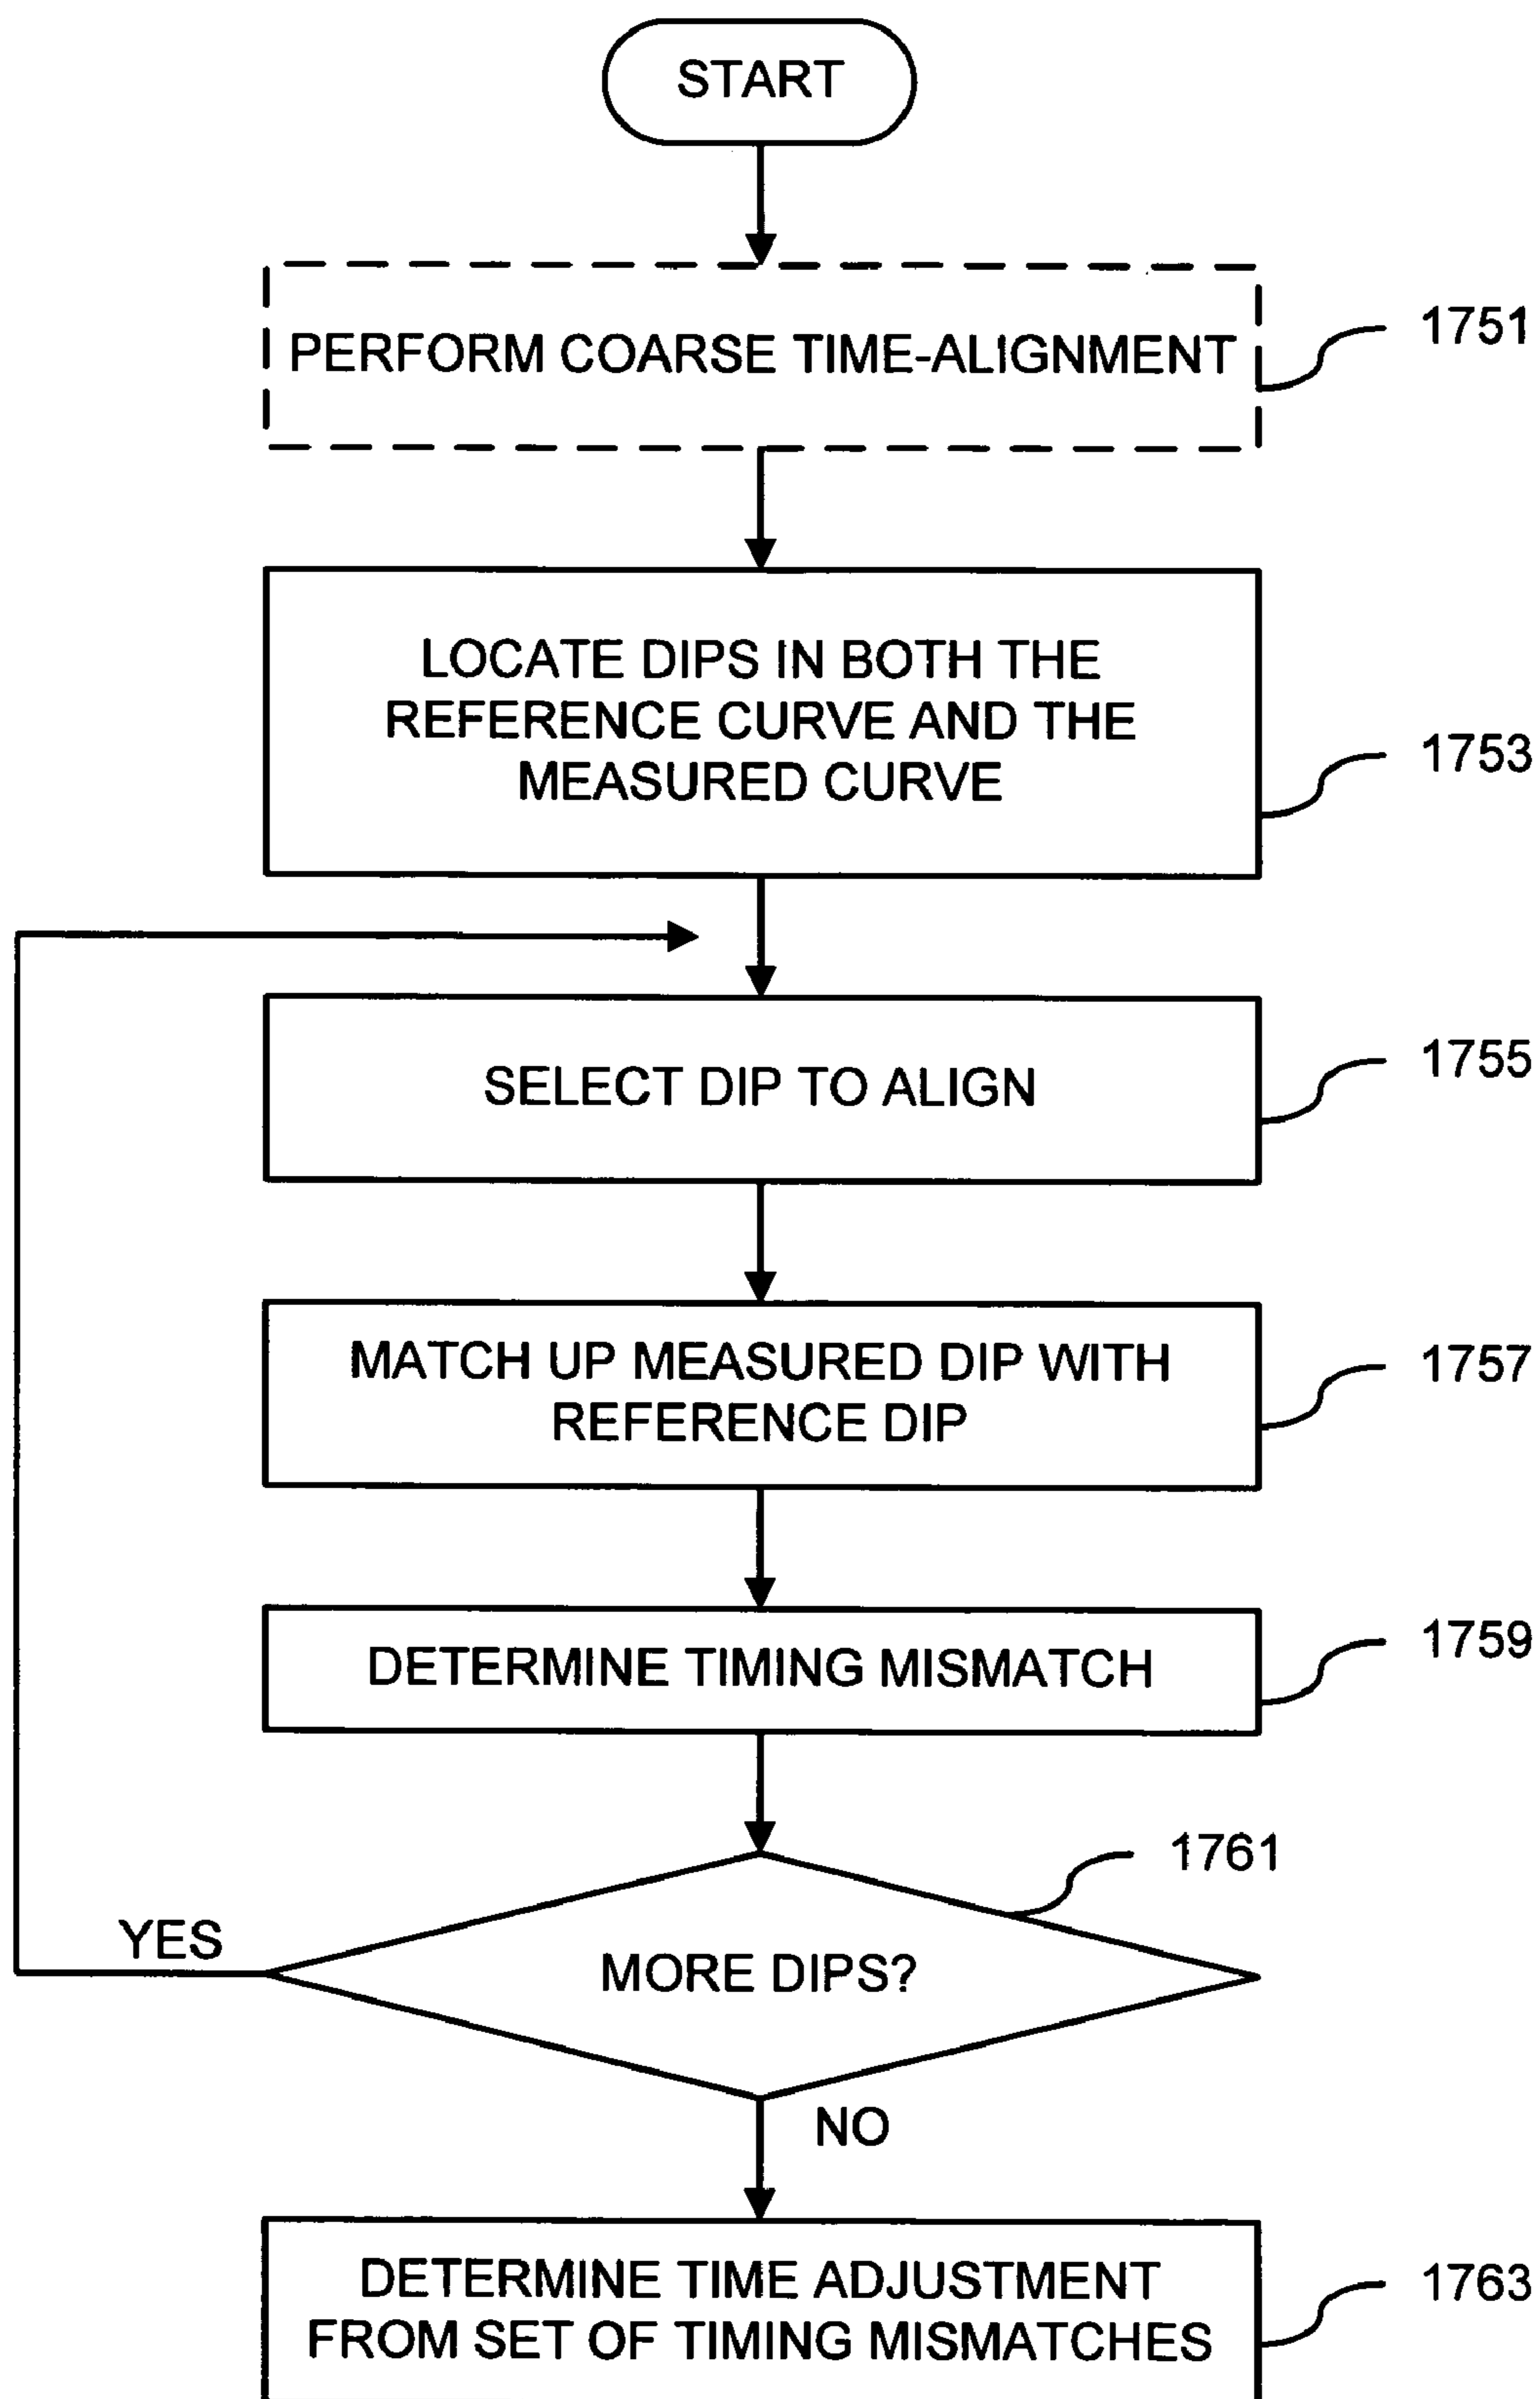 START
PERFORM COARSE TIME-ALIGNMENT
1751
LOCATE DIPS IN BOTH THE
REFERENCE CURVE AND THE
MEASURED CURVE
1753
SELECT DIP TO ALIGN
1755
MATCH UP MEASURED DIP WITH
REFERENCE DIP
1757
DETERMINE TIMING MISMATCH
1759
1761
YES
MORE DIPS?
NO
DETERMINE TIME ADJUSTMENT
FROM SET OF TIMING MISMATCHES
1763